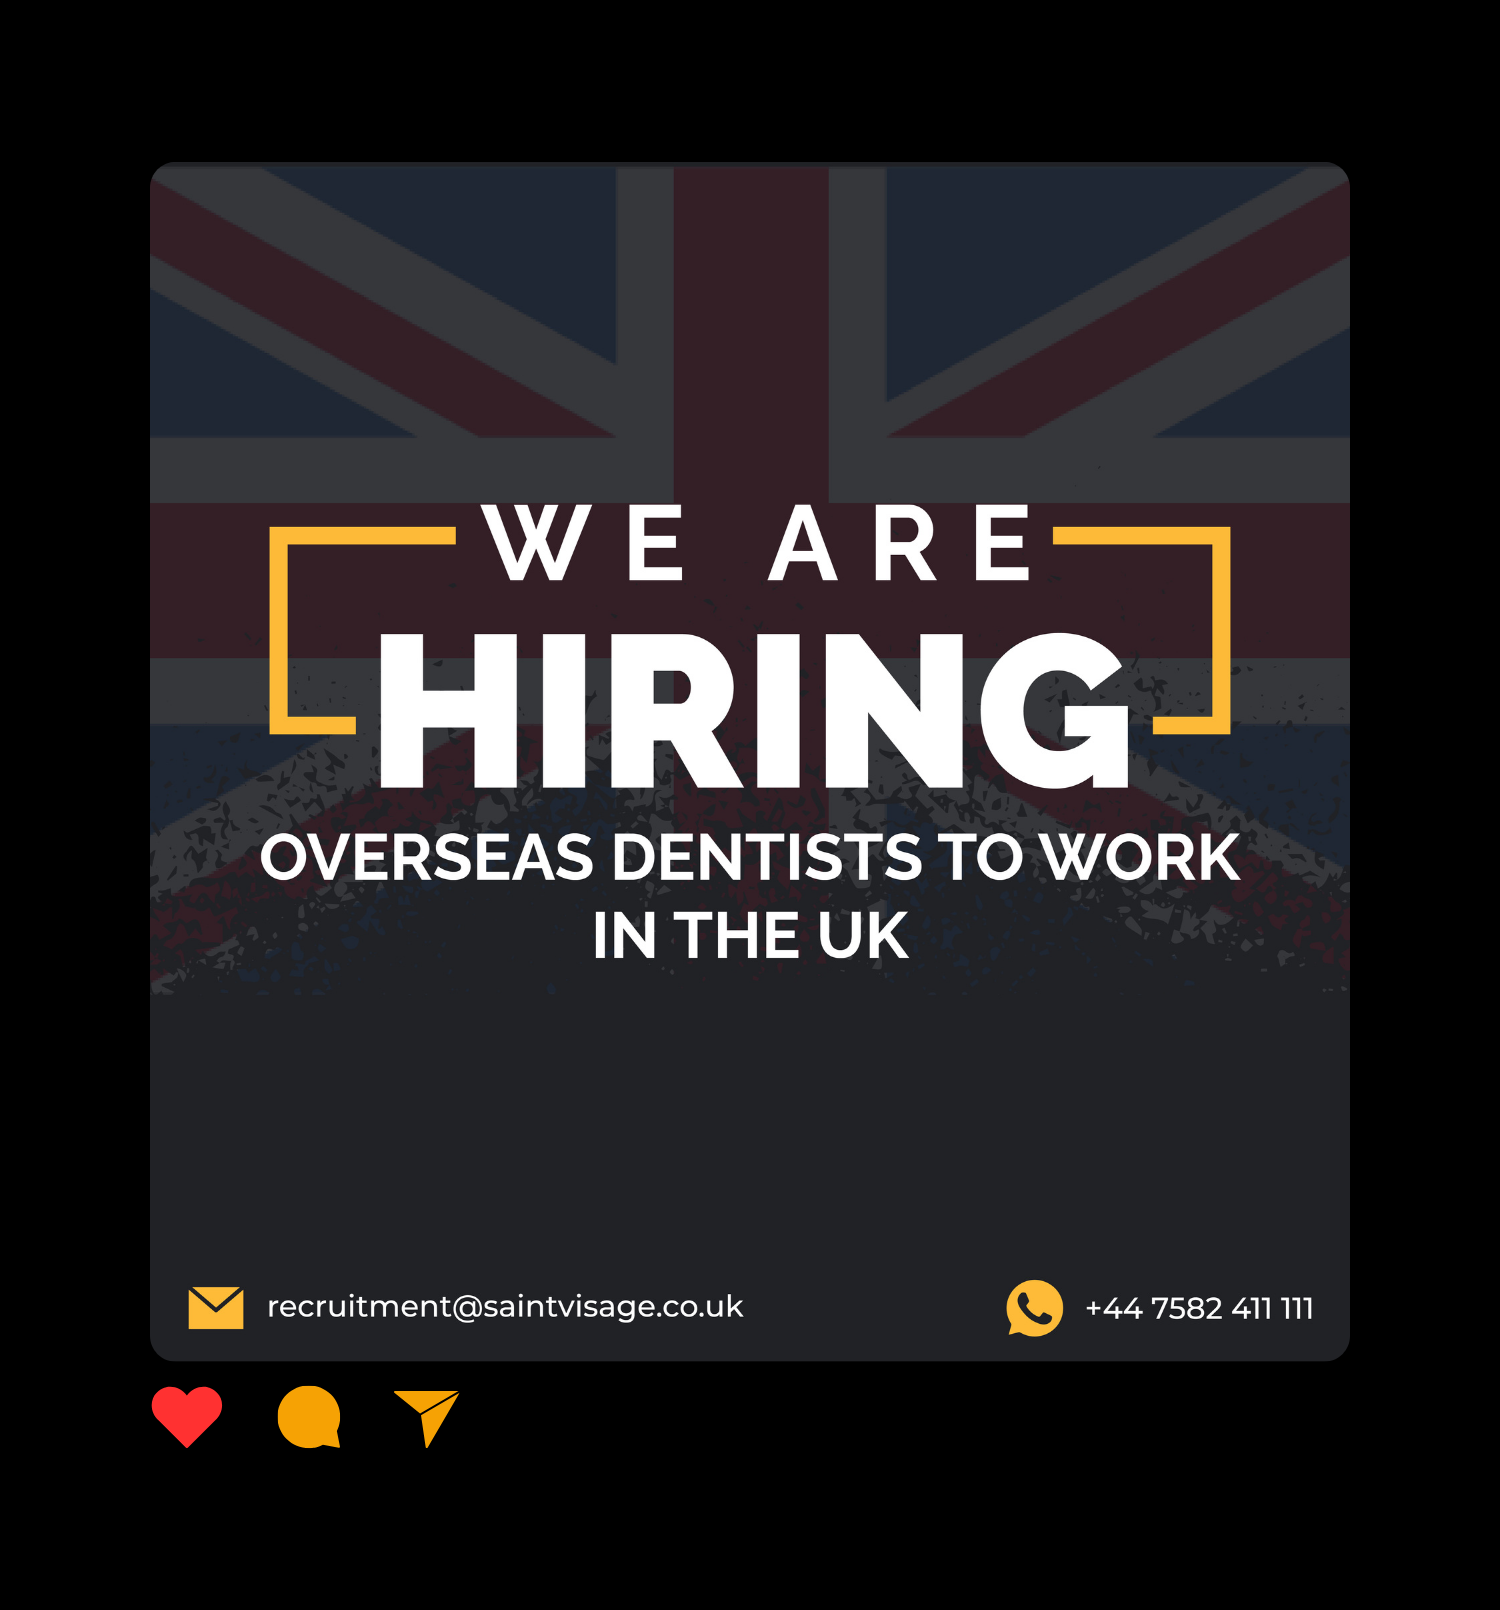 WE ARE
HIRING
OVERSEAS DENTISTS TO WORK
IN THE UK
recruitment@saintvisage.co.uk
+44 7582 411 111